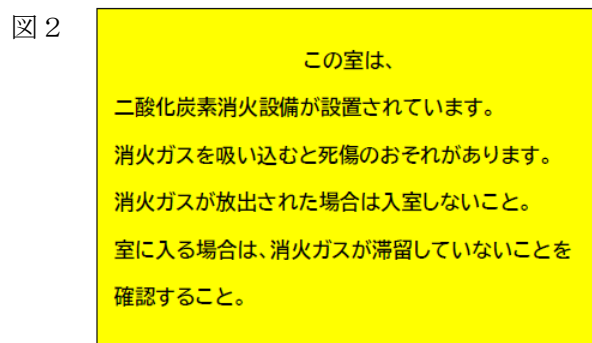 図２
この室は、
二酸化炭素消火設備が設置されています。
消火ガスを吸い込むと死傷のおそれがあります。
消火ガスが放出された場合は入室しないこと。
室に入る場合は、消火ガスが滞留していないことを
確認すること。